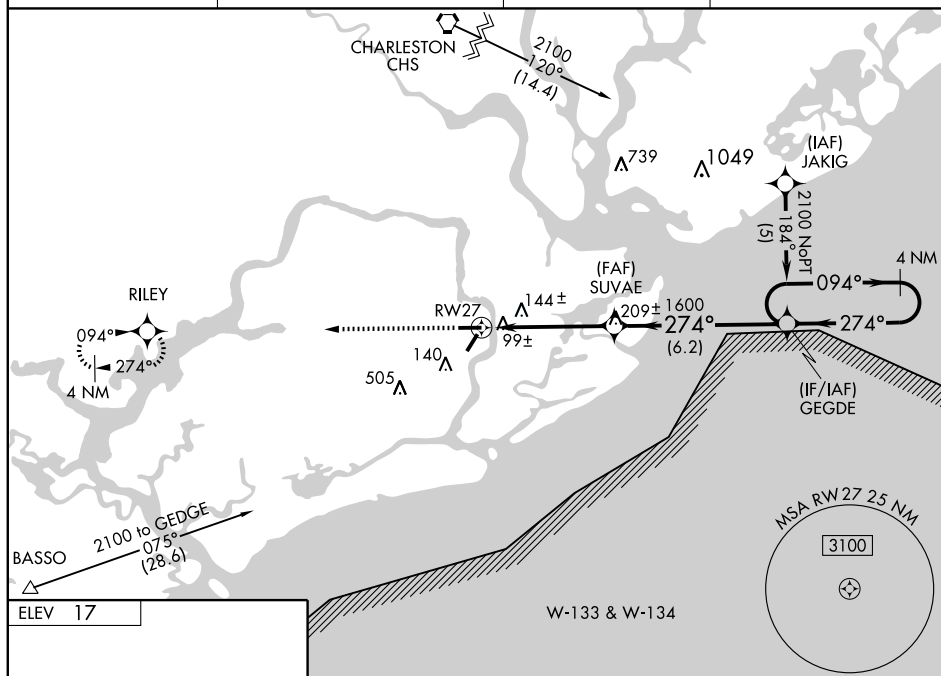 CHARLESTON
CHS
2100
120°
(14.4)
739
1049
(IAF)
JAKIG
2100 NoPT
184°
(5)
4 NM
094°
274°
(FAF)
SUVAE
RILEY
094°
274°
4 NM
RW27
144 ±
99±
209± 1600
274°
(6.2)
140
505
(IF/IAF)
GEGDE
MSA RW 27 25 NM
3100
2100 to GEDGE
075°
(28.6)
BASSO
ELEV 17
W-133 & W-134